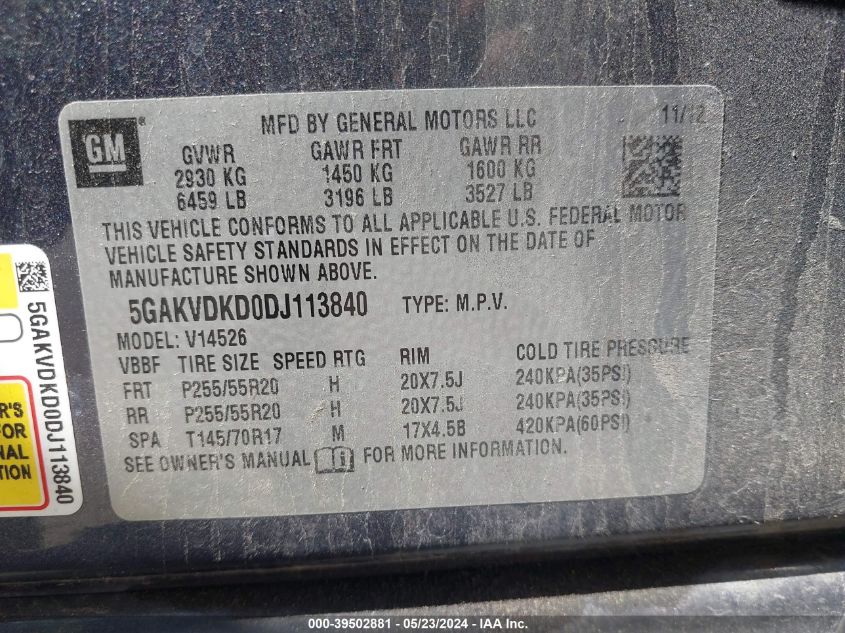 GM
MFD BY GENERAL MOTORS LLC 11/12
GVWR GAWR FRT GAWR RR
2930 KG 1450 KG 1600 KG
6459 LB 3196 LB 3527 LB
THIS VEHICLE CONFORMS TO ALL APPLICABLE U.S. FEDERAL MOTOR
VEHICLE SAFETY STANDARDS IN EFFECT ON THE DATE OF
MANUFACTURE SHOWN ABOVE.
5GAKVDKD0DJ113840 TYPE: M.P.V.
MODEL: V14526
VBBF TIRE SIZE SPEED RTG RIM COLD TIRE PRESSURE
FRT P255/55R20 H 20X7.5J 240KPA(35PSI)
RR P255/55R20 H 20X7.5J 240KPA(35PSI)
SPA T145/70R17 M 17X4.5B 420KPA(60PSI)
SEE OWNER'S MANUAL FOR MORE INFORMATION.
5GAKVDKD0DJ113840
R'S
FOR
NAL
TION
000-39502881 - 05/23/2024 - IAA Inc.